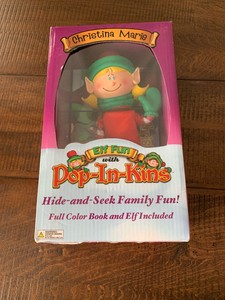 Christina Marie
Elf Fun
with
Pop-In-Kins
Hide-and-Seek Family Fun!
Full Color Book and Elf Included